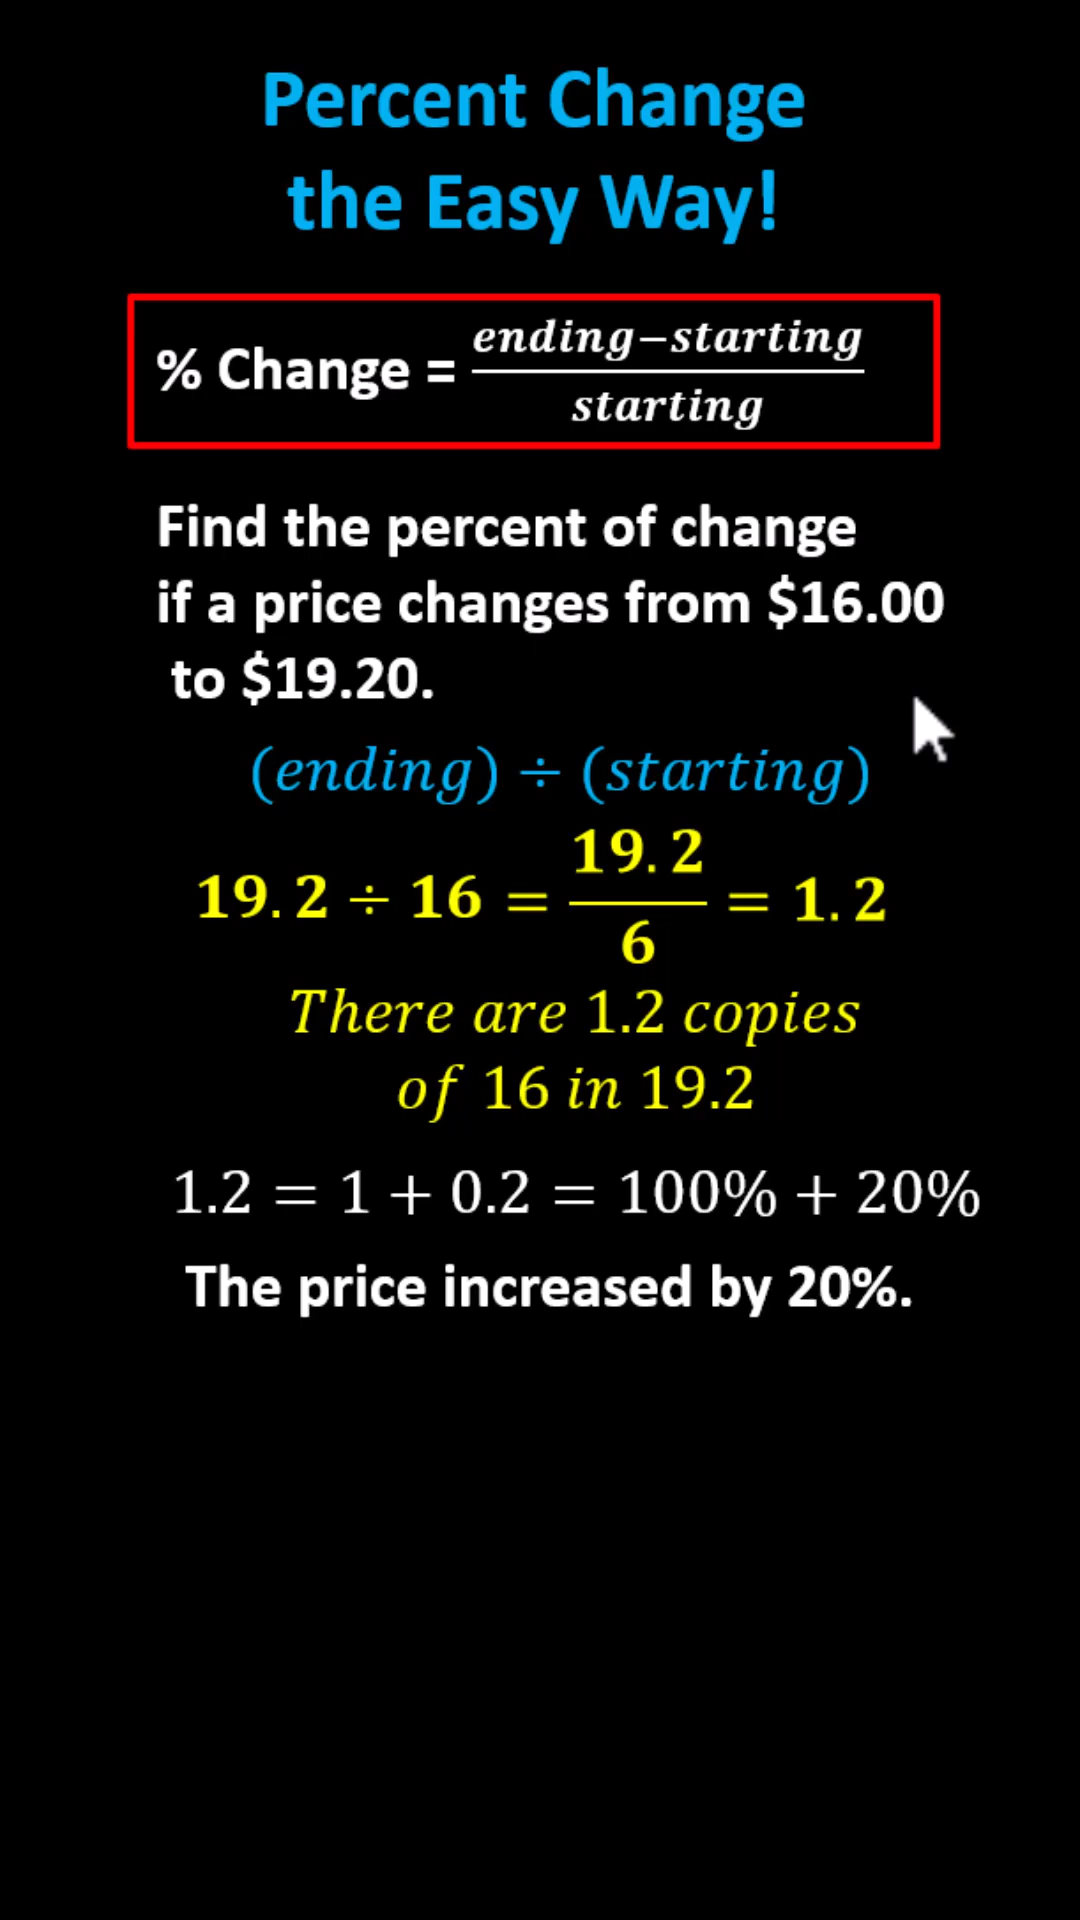 Percent Change
the Easy Way!
% Change = \frac{ending−starting}{starting}
Find the percent of change
if a price changes from $16.00
to $19.20.
(ending) ÷ (starting)
19.2 ÷ 16 = \frac{19.2}{6} = 1.2
There are 1.2 copies
of 16 in 19.2
1.2 = 1 + 0.2 = 100% + 20%
The price increased by 20%.